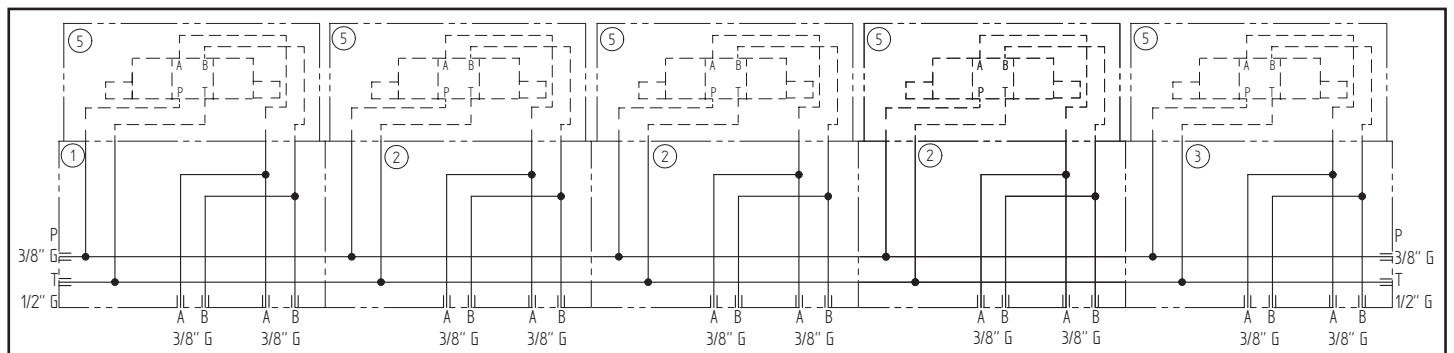 5 5 5 5 5
A B A B A B A B A B
P T P T P T P T P T
1 2 2 2 3
P P
3/8" G 3/8" G
T T
1/2" G 1/2" G
A B A B A B A B A B A B A B A B A B A B
3/8" G 3/8" G 3/8" G 3/8" G 3/8" G 3/8" G 3/8" G 3/8" G 3/8" G 3/8" G